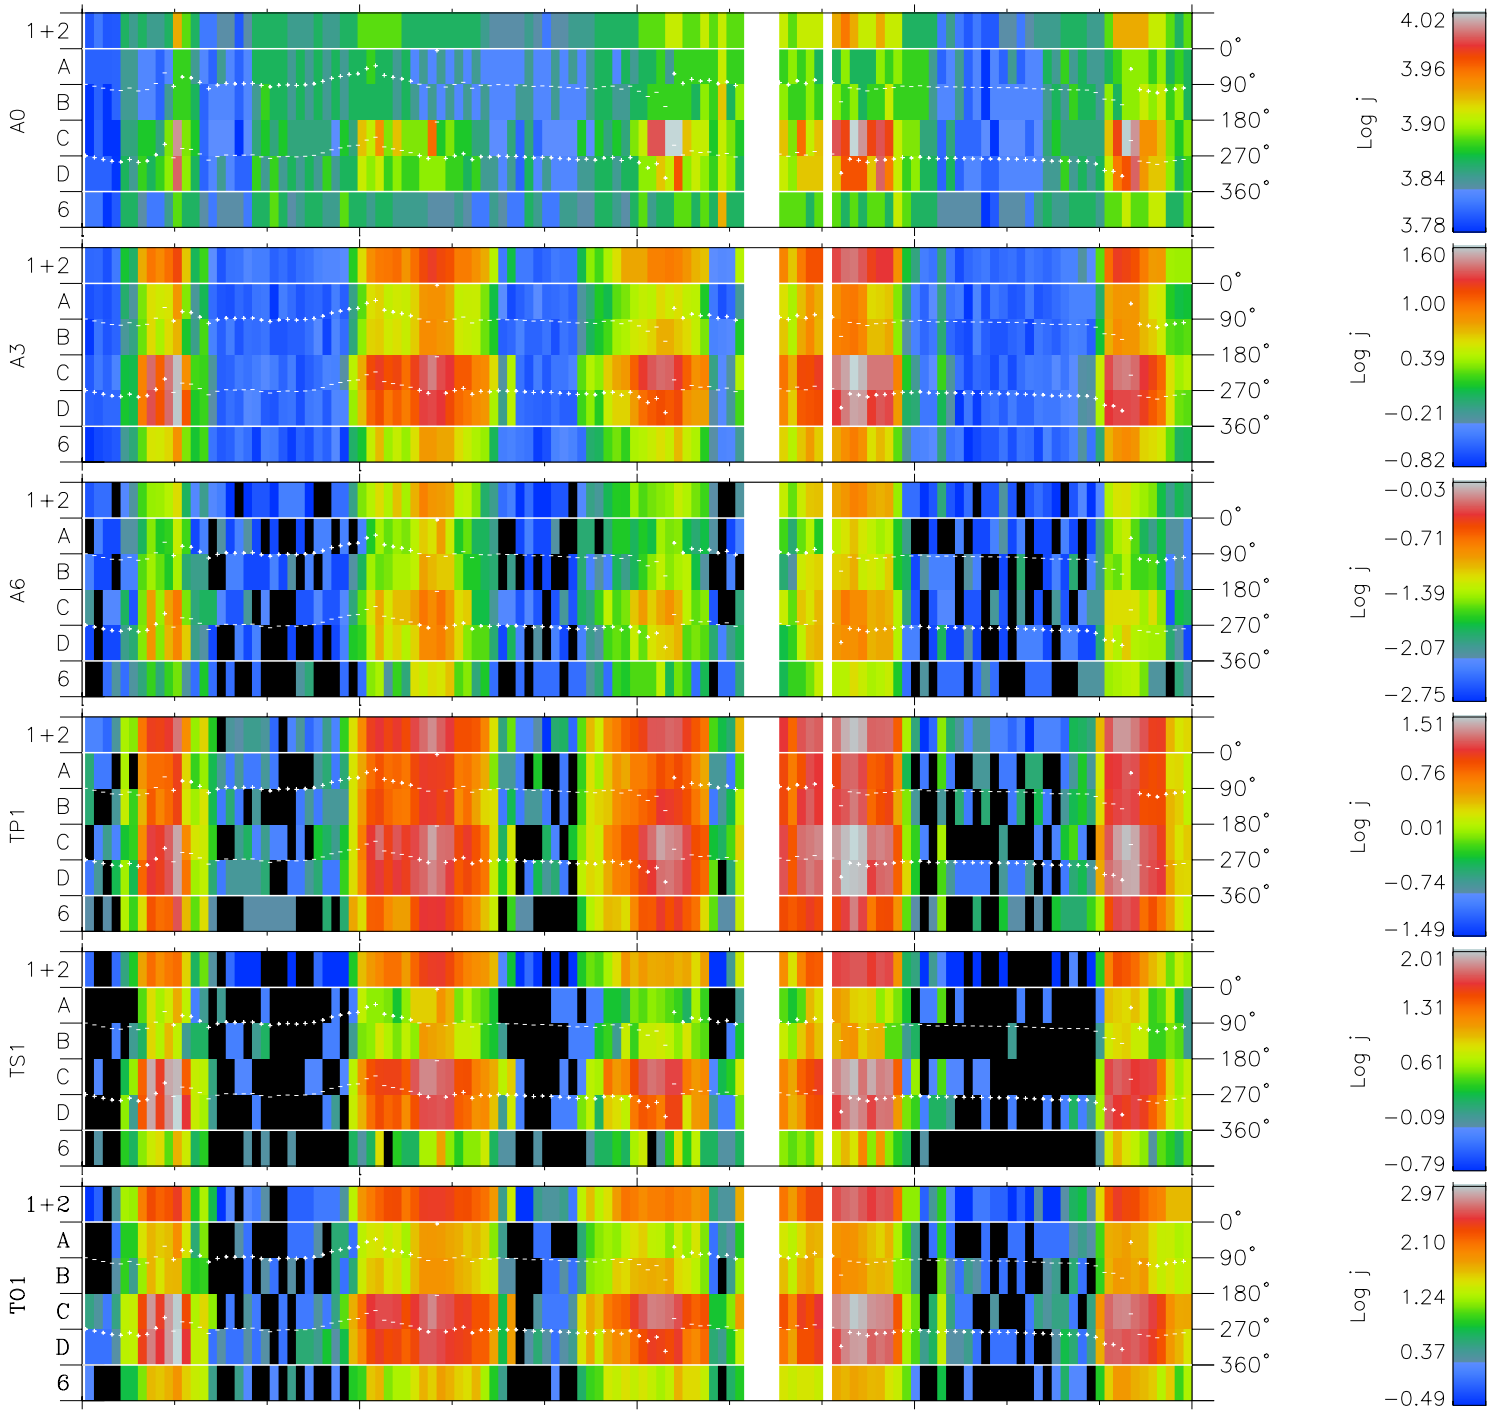 A0
1+2
A
B
C
D
6
0°
90°
180°
270°
360°
Log j
4.02
3.96
3.90
3.84
3.78
A3
1+2
A
B
C
D
6
0°
90°
180°
270°
360°
Log j
1.60
1.00
0.39
−0.21
−0.82
A6
1+2
A
B
C
D
6
0°
90°
180°
270°
360°
Log j
−0.03
−0.71
−1.39
−2.07
−2.75
TP1
1+2
A
B
C
D
6
0°
90°
180°
270°
360°
Log j
1.51
0.76
0.01
−0.74
−1.49
TS1
1+2
A
B
C
D
6
0°
90°
180°
270°
360°
Log j
2.01
1.31
0.61
−0.09
−0.79
TO1
1+2
A
B
C
D
6
0°
90°
180°
270°
360°
Log j
2.97
2.10
1.24
0.37
−0.49